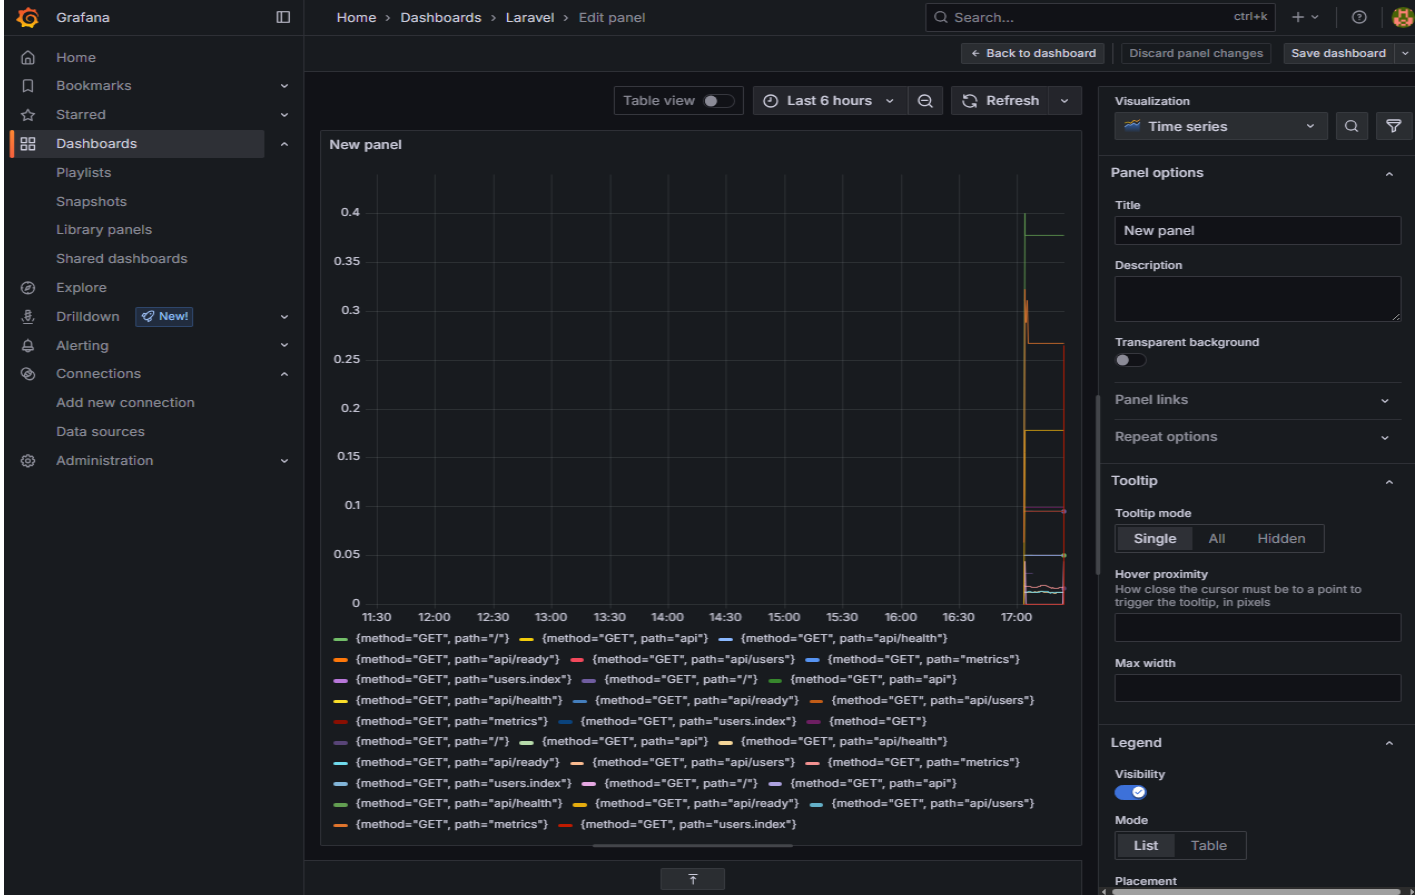 Grafana
Home › Dashboards › Laravel › Edit panel
Search... ctrl+k
Back to dashboard
Discard panel changes
Save dashboard
Home
Bookmarks
Starred
Dashboards
Playlists
Snapshots
Library panels
Shared dashboards
Explore
Drilldown New!
Alerting
Connections
Add new connection
Data sources
Administration
Table view
Last 6 hours
Refresh
New panel
0.4
0.35
0.3
0.25
0.2
0.15
0.1
0.05
0
11:30 12:00 12:30 13:00 13:30 14:00 14:30 15:00 15:30 16:00 16:30 17:00
{method="GET", path="/"} {method="GET", path="api"} {method="GET", path="api/health"}
{method="GET", path="api/ready"} {method="GET", path="api/users"} {method="GET", path="metrics"}
{method="GET", path="users.index"} {method="GET", path="/"} {method="GET", path="api"}
{method="GET", path="api/health"} {method="GET", path="api/ready"} {method="GET", path="api/users"}
{method="GET", path="metrics"} {method="GET", path="users.index"} {method="GET"}
{method="GET", path="/"} {method="GET", path="api"} {method="GET", path="api/health"}
{method="GET", path="api/ready"} {method="GET", path="api/users"} {method="GET", path="metrics"}
{method="GET", path="users.index"} {method="GET", path="/"} {method="GET", path="api"}
{method="GET", path="api/health"} {method="GET", path="api/ready"} {method="GET", path="api/users"}
{method="GET", path="metrics"} {method="GET", path="users.index"}
Visualization
Time series
Panel options
Title
New panel
Description
Transparent background
Panel links
Repeat options
Tooltip
Tooltip mode
Single All Hidden
Hover proximity
How close the cursor must be to a point to
trigger the tooltip, in pixels
Max width
Legend
Visibility
Mode
List Table
Placement